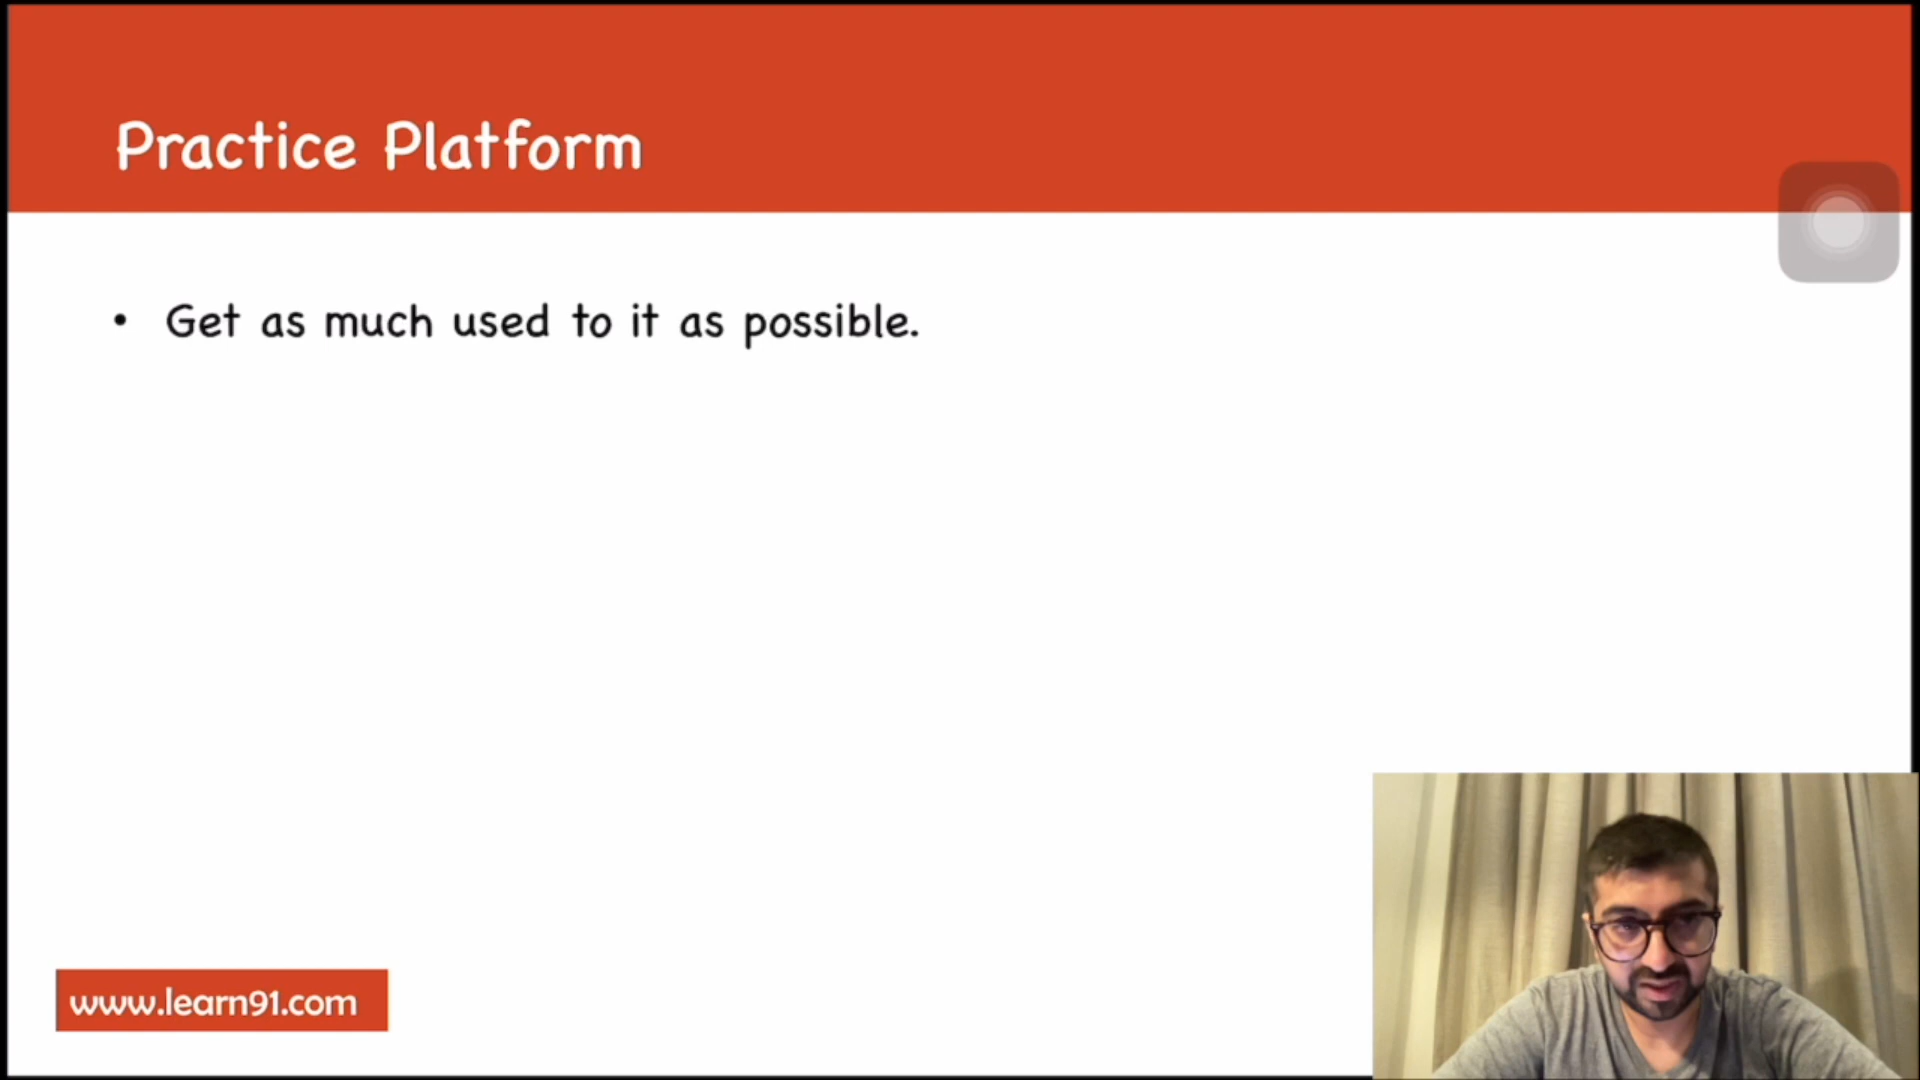 Practice Platform
• Get as much used to it as possible.
www.learn91.com